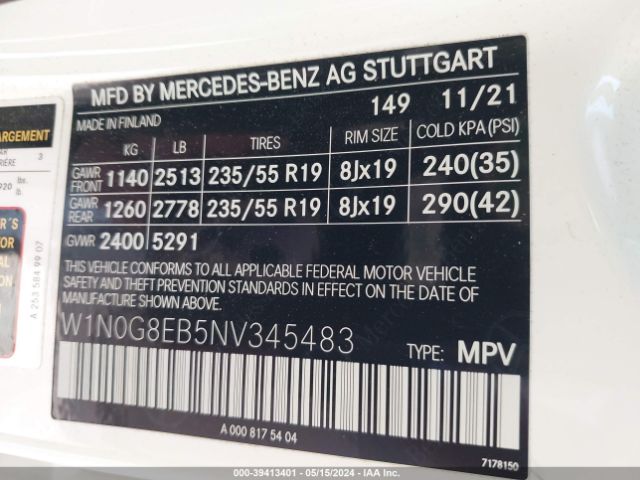 MFD BY MERCEDES-BENZ AG STUTTGART
149 11/21
MADE IN FINLAND
KG LB TIRES RIM SIZE COLD KPA(PSI)
GAWR FRONT 1140 2513 235/55 R19 8Jx19 240(35)
GAWR REAR 1260 2778 235/55 R19 8Jx19 290(42)
GVWR 2400 5291
THIS VEHICLE CONFORMS TO ALL APPLICABLE FEDERAL MOTOR VEHICLE
SAFETY AND THEFT PREVENTION STANDARDS IN EFFECT ON THE DATE OF
MANUFACTURE SHOWN ABOVE.
W1N0G8EB5NV345483
TYPE: MPV
A 000 817 54 04
7178150
ARGEMENT
3
920 lbs.
lb.
A 253 584 99 07
000-39413401 - 05/15/2024 - IAA Inc.